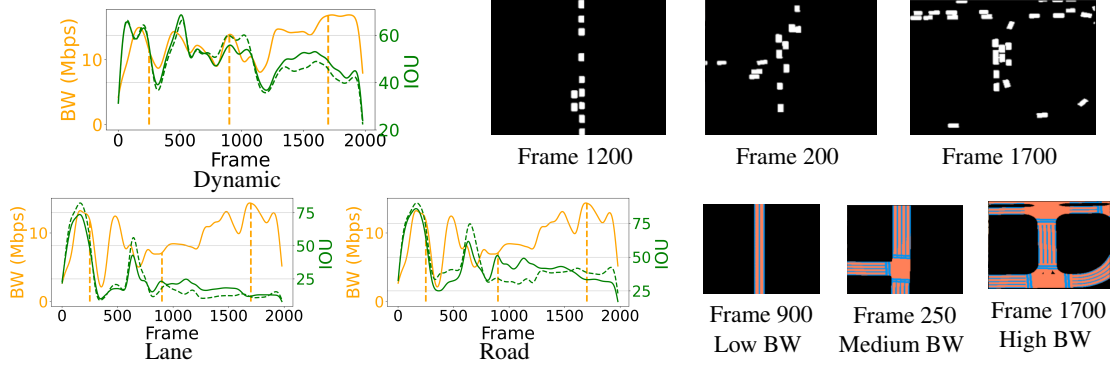 BW (Mbps)
10
0
60
40
20
IOU
0 500 1000 1500 2000
Frame
Dynamic
Frame 1200
Frame 200
Frame 1700
BW (Mbps)
10
0
75
50
25
IOU
0 500 1000 1500 2000
Frame
Lane
BW (Mbps)
10
0
75
50
25
IOU
0 500 1000 1500 2000
Frame
Road
Frame 900
Low BW
Frame 250
Medium BW
Frame 1700
High BW